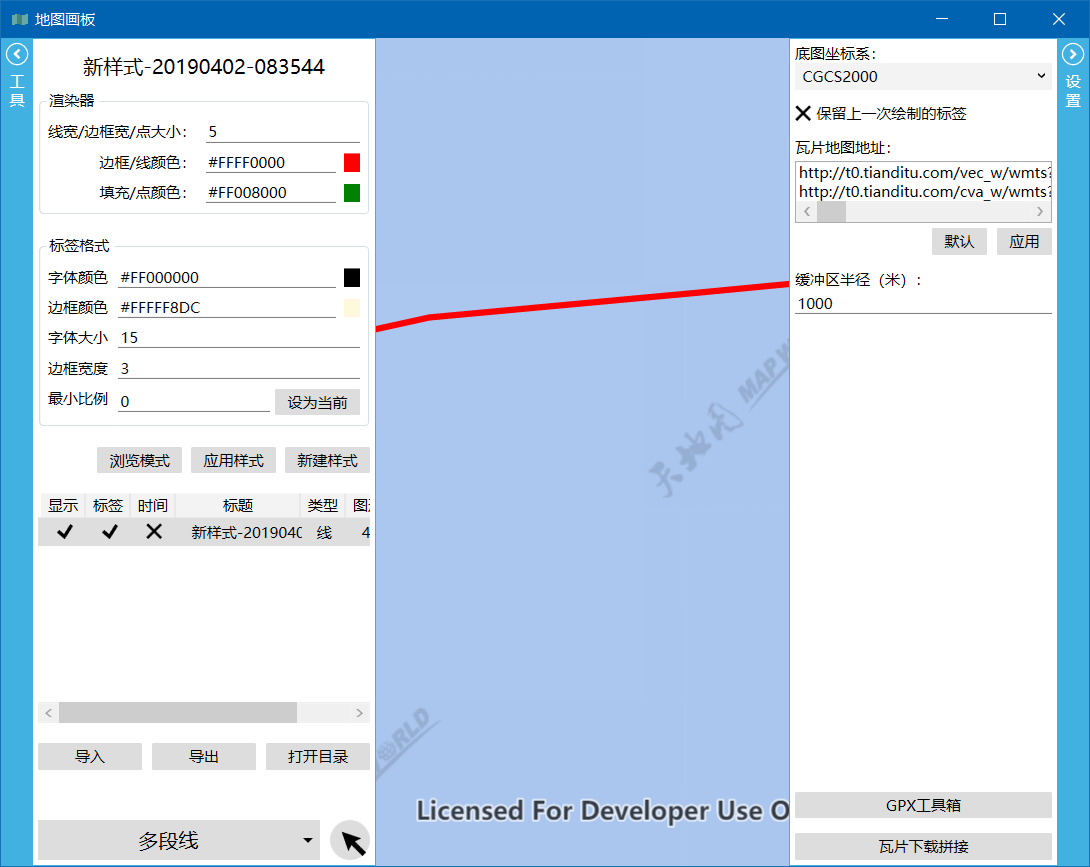 地图画板
工具
新样式-20190402-083544
渲染器
线宽/边框宽/点大小： 5
边框/线颜色： #FFFF0000
填充/点颜色： #FF008000
标签格式
字体颜色 #FF000000
边框颜色 #FFFFF8DC
字体大小 15
边框宽度 3
最小比例 0 设为当前
浏览模式 应用样式 新建样式
显示 标签 时间 标题 类型 图
新样式-2019040 线 4
导入 导出 打开目录
多段线
天地图 MAP W
ORLD
Licensed For Developer Use O
底图坐标系：
CGCS2000
保留上一次绘制的标签
瓦片地图地址：
http://t0.tianditu.com/vec_w/wmts?
http://t0.tianditu.com/cva_w/wmts?
默认 应用
缓冲区半径（米）：
1000
GPX工具箱
瓦片下载拼接
设置